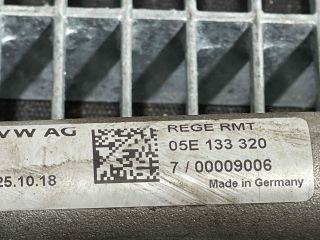 VW AG
REGE RMT
05E 133 320
25.10.18
7 / 00009006
Made in Germany